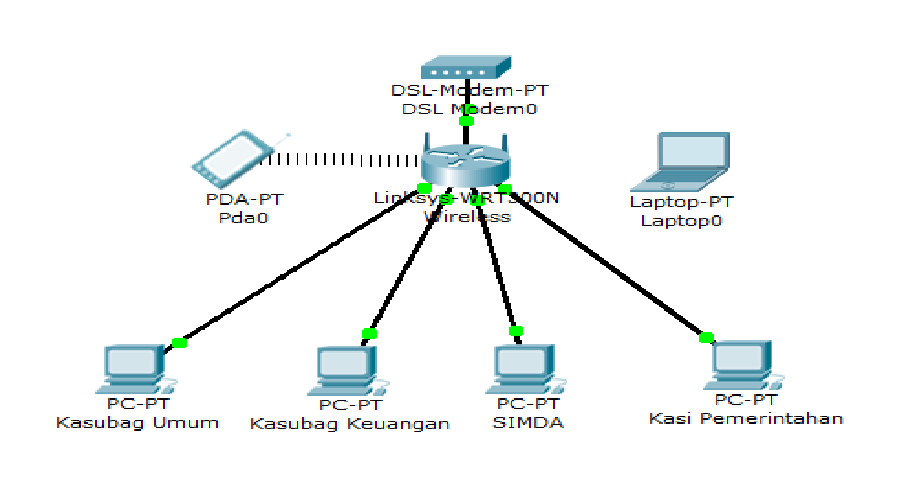 DSL-Modem-PT
DSL Modem0
PDA-PT
Pda0
Linksys-WRT300N
Wireless
Laptop-PT
Laptop0
PC-PT
Kasubag Umum
PC-PT
Kasubag Keuangan
PC-PT
SIMDA
PC-PT
Kasi Pemerintahan